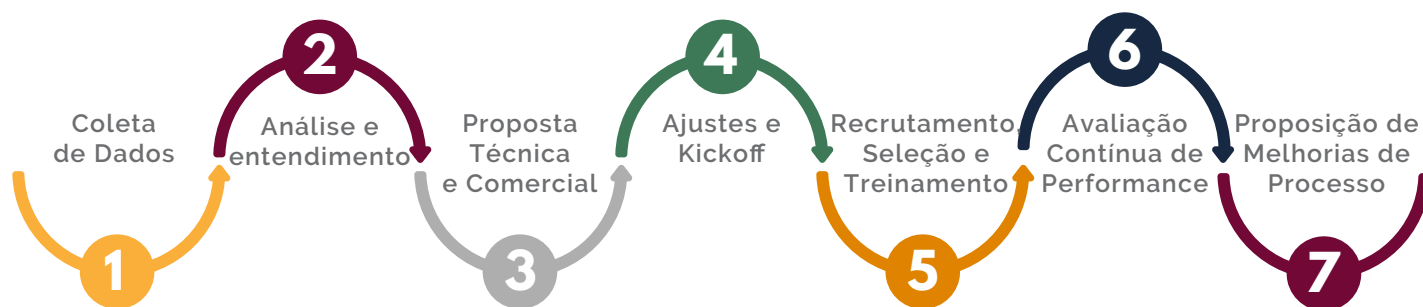 1
Coleta
de Dados
2
Análise e
entendimento
3
Proposta
Técnica
e Comercial
4
Ajustes e
Kickoff
5
Recrutamento,
Seleção e
Treinamento
6
Avaliação
Contínua de
Performance
7
Proposição de
Melhorias de
Processo